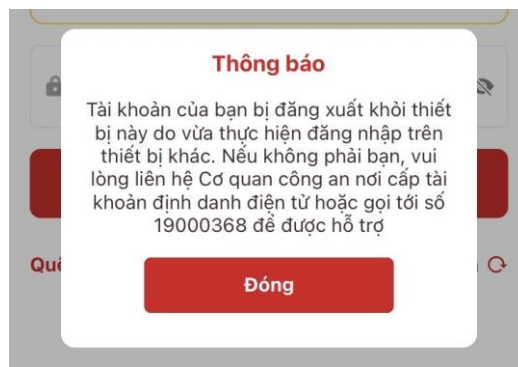 Thông báo
Tài khoản của bạn bị đăng xuất khỏi thiết
bị này do vừa thực hiện đăng nhập trên
thiết bị khác. Nếu không phải bạn, vui
lòng liên hệ Cơ quan công an nơi cấp tài
khoản định danh điện tử hoặc gọi tới số
19000368 để được hỗ trợ
Đóng